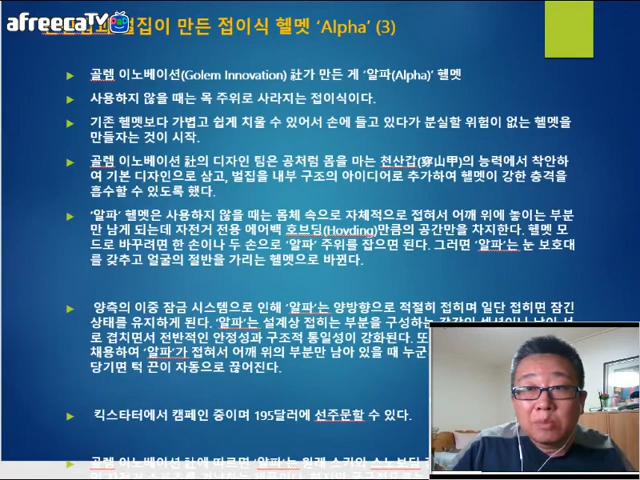 afreecaTV
벌집이 만든 접이식 헬멧 ‘Alpha’ (3)
골렘 이노베이션(Golem Innovation) 社가 만든 게 ‘알파(Alpha)’ 헬멧
사용하지 않을 때는 목 주위로 사라지는 접이식이다.
기존 헬멧보다 가볍고 쉽게 치울 수 있어서 손에 들고 있다가 분실할 위험이 없는 헬멧을
만들자는 것이 시작.
골렘 이노베이션 社의 디자인 팀은 공처럼 몸을 마는 천산갑(穿山甲)의 능력에서 착안하
여 기본 디자인으로 삼고, 벌집을 내부 구조의 아이디어로 추가하여 헬멧이 강한 충격을
흡수할 수 있도록 했다.
‘알파’ 헬멧은 사용하지 않을 때는 몸체 속으로 자체적으로 접혀서 어깨 위에 놓이는 부분
만 남게 되는데 자전거 전용 에어백 호브딩(Hovding)만큼의 공간만을 차지한다. 헬멧 모
드로 바꾸려면 한 손이나 두 손으로 ‘알파’ 주위를 잡으면 된다. 그러면 ‘알파’는 눈 보호대
를 갖추고 얼굴의 절반을 가리는 헬멧으로 바뀐다.
양측의 이중 잠금 시스템으로 인해 ‘알파’는 양방향으로 적절히 접히며 일단 접히면 잠긴
상태를 유지하게 된다. ‘알파’는 설계상 접히는 부분을 구성하는
로 겹치면서 전반적인 안정성과 구조적 통일성이 강화된다. 또
채용하여 ‘알파’가 접혀서 어깨 위의 부분만 남아 있을 때 누군
당기면 턱 끈이 자동으로 끊어진다.
킥스타터에서 캠페인 중이며 195달러에 선주문할 수 있다.
골렘 이노베이션 社에 따르면 ‘알파’는 원래 스키와 스노보딩